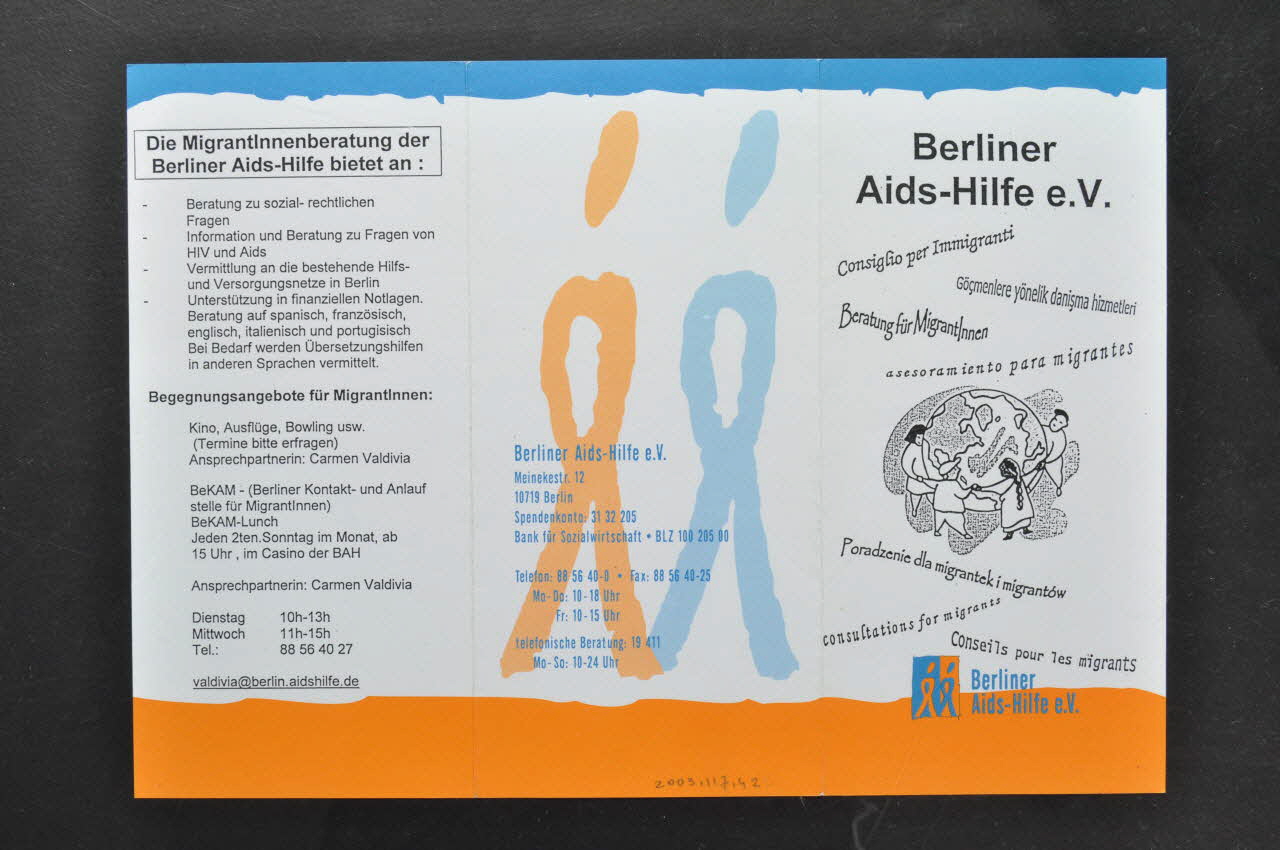 Die MigrantInnenberatung der
Berliner Aids-Hilfe bietet an :
- Beratung zu sozial- rechtlichen
Fragen
- Information und Beratung zu Fragen von
HIV und Aids
- Vermittlung an die bestehende Hilfs-
und Versorgungsnetze in Berlin
- Unterstützung in finanziellen Notlagen.
Beratung auf spanisch, französisch,
englisch, italienisch und portugisisch
Bei Bedarf werden Übersetzungshilfen
in anderen Sprachen vermittelt.
Begegnungsangebote für MigrantInnen:
Kino, Ausflüge, Bowling usw.
(Termine bitte erfragen)
Ansprechpartnerin: Carmen Valdivia
BeKAM - (Berliner Kontakt- und Anlauf
stelle für MigrantInnen)
BeKAM-Lunch
Jeden 2ten.Sonntag im Monat, ab
15 Uhr , im Casino der BAH
Ansprechpartnerin: Carmen Valdivia
Dienstag 10h-13h
Mittwoch 11h-15h
Tel.: 88 56 40 27
valdivia@berlin.aidshilfe.de
Berliner Aids-Hilfe e.V.
Meinekestr. 12
10719 Berlin
Spendenkonto: 31 32 205
Bank für Sozialwirtschaft • BLZ 100 205 00
Telefon: 88 56 40-0 • Fax: 88 56 40-25
Mo-Do: 10-18 Uhr
Fr: 10-15 Uhr
telefonische Beratung: 19 411
Mo-So: 10-24 Uhr
2003.117.42
Berliner
Aids-Hilfe e.V.
Consiglio per Immigranti
Göçmenlere yönelik danişma hizmetleri
Beratung für MigrantInnen
asesoramiento para migrantes
Poradzenie dla migrantek i migrantów
consultations for migrants
Conseils pour les migrants
Berliner
Aids-Hilfe e.V.